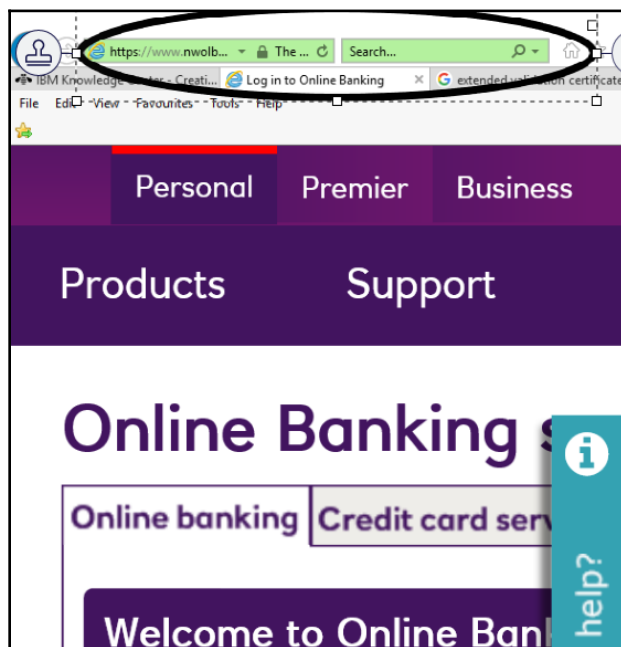 https://www.nwolb... The ... Search...
IBM Knowledge Center - Creati... Log in to Online Banking × extended validation certificate
File Edit View Favourites Tools Help
Personal Premier Business
Products Support
Online Banking s
Online banking Credit card serv
help?
Welcome to Online Bank